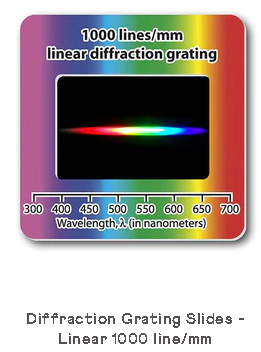 1000 lines/mm
linear diffraction grating
300 400 450 500 550 600 650 700
Wavelength, λ (in nanometers)
Diffraction Grating Slides -
Linear 1000 line/mm